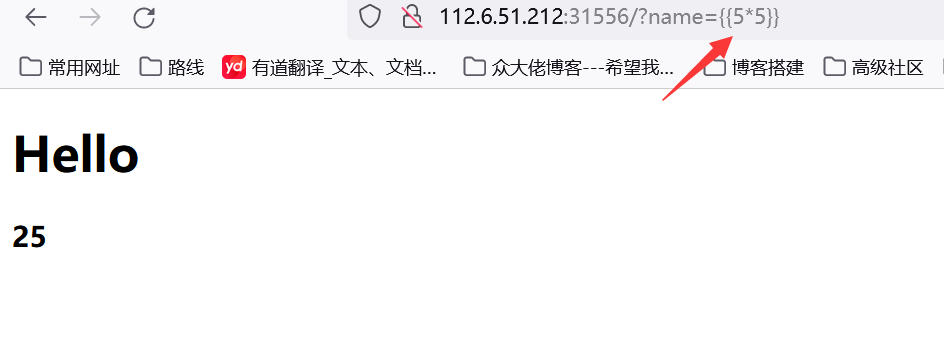 112.6.51.212:31556/?name={{5*5}}
常用网址 路线 yd 有道翻译_文本、文档... 众大佬博客---希望我... 博客搭建 高级社区
Hello
25